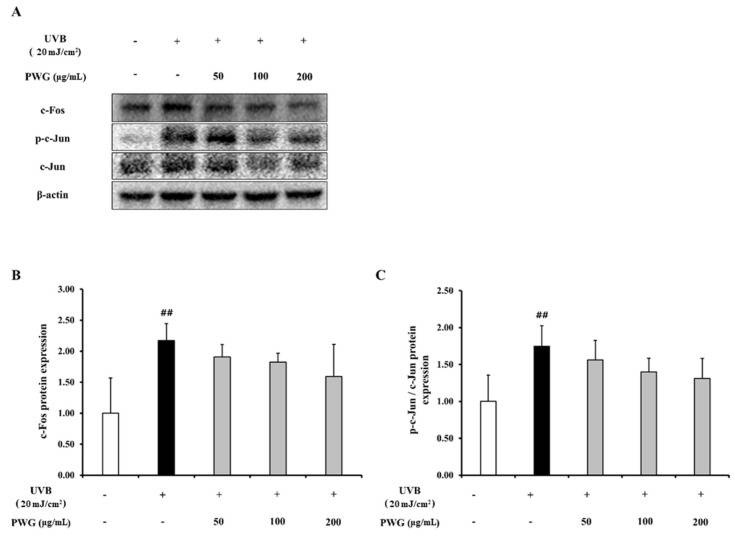 A
UVB
( 20 mJ/cm²)
- + + + +
PWG (µg/mL) - - 50 100 200
c-Fos
p-c-Jun
c-Jun
β-actin
B
3.00
2.50
2.00
1.50
1.00
0.50
0.00
c-Fos protein expression
##
UVB
(20 mJ/cm²)
- + + + +
PWG (µg/mL) - - 50 100 200
C
2.50
2.00
1.50
1.00
0.50
0.00
p-c-Jun / c-Jun protein
expression
##
UVB
(20 mJ/cm²)
- + + + +
PWG (µg/mL) - - 50 100 200